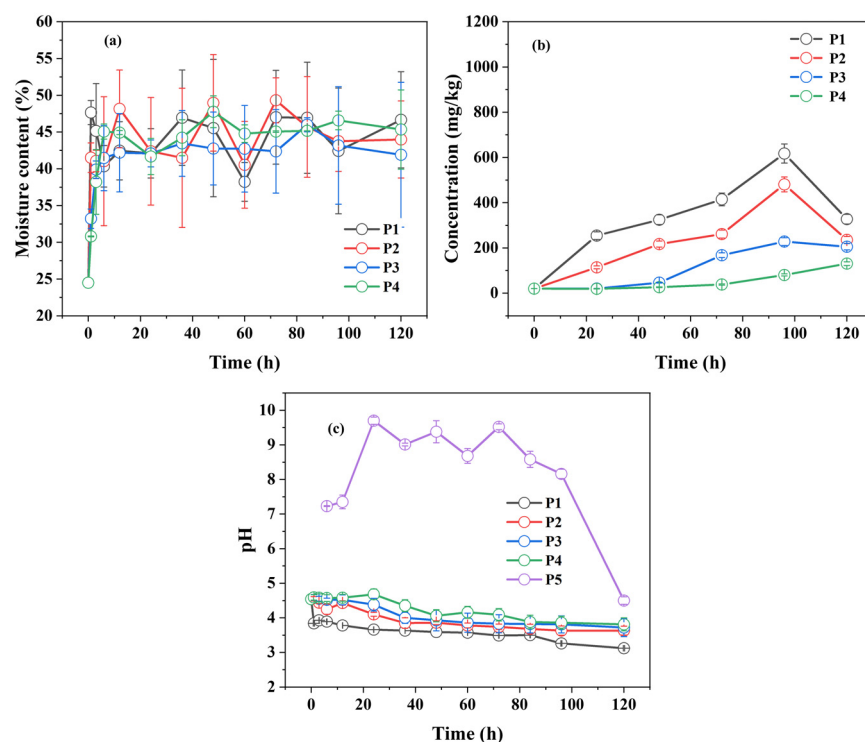 (a)
Moisture content (%)
60
55
50
45
40
35
30
25
20
P1
P2
P3
P4
0
20
40
60
80
100
120
Time (h)
(b)
Concentration (mg/kg)
1200
1000
800
600
400
200
0
P1
P2
P3
P4
0
20
40
60
80
100
120
Time (h)
(c)
pH
10
9
8
7
6
5
4
3
2
P1
P2
P3
P4
P5
0
20
40
60
80
100
120
Time (h)